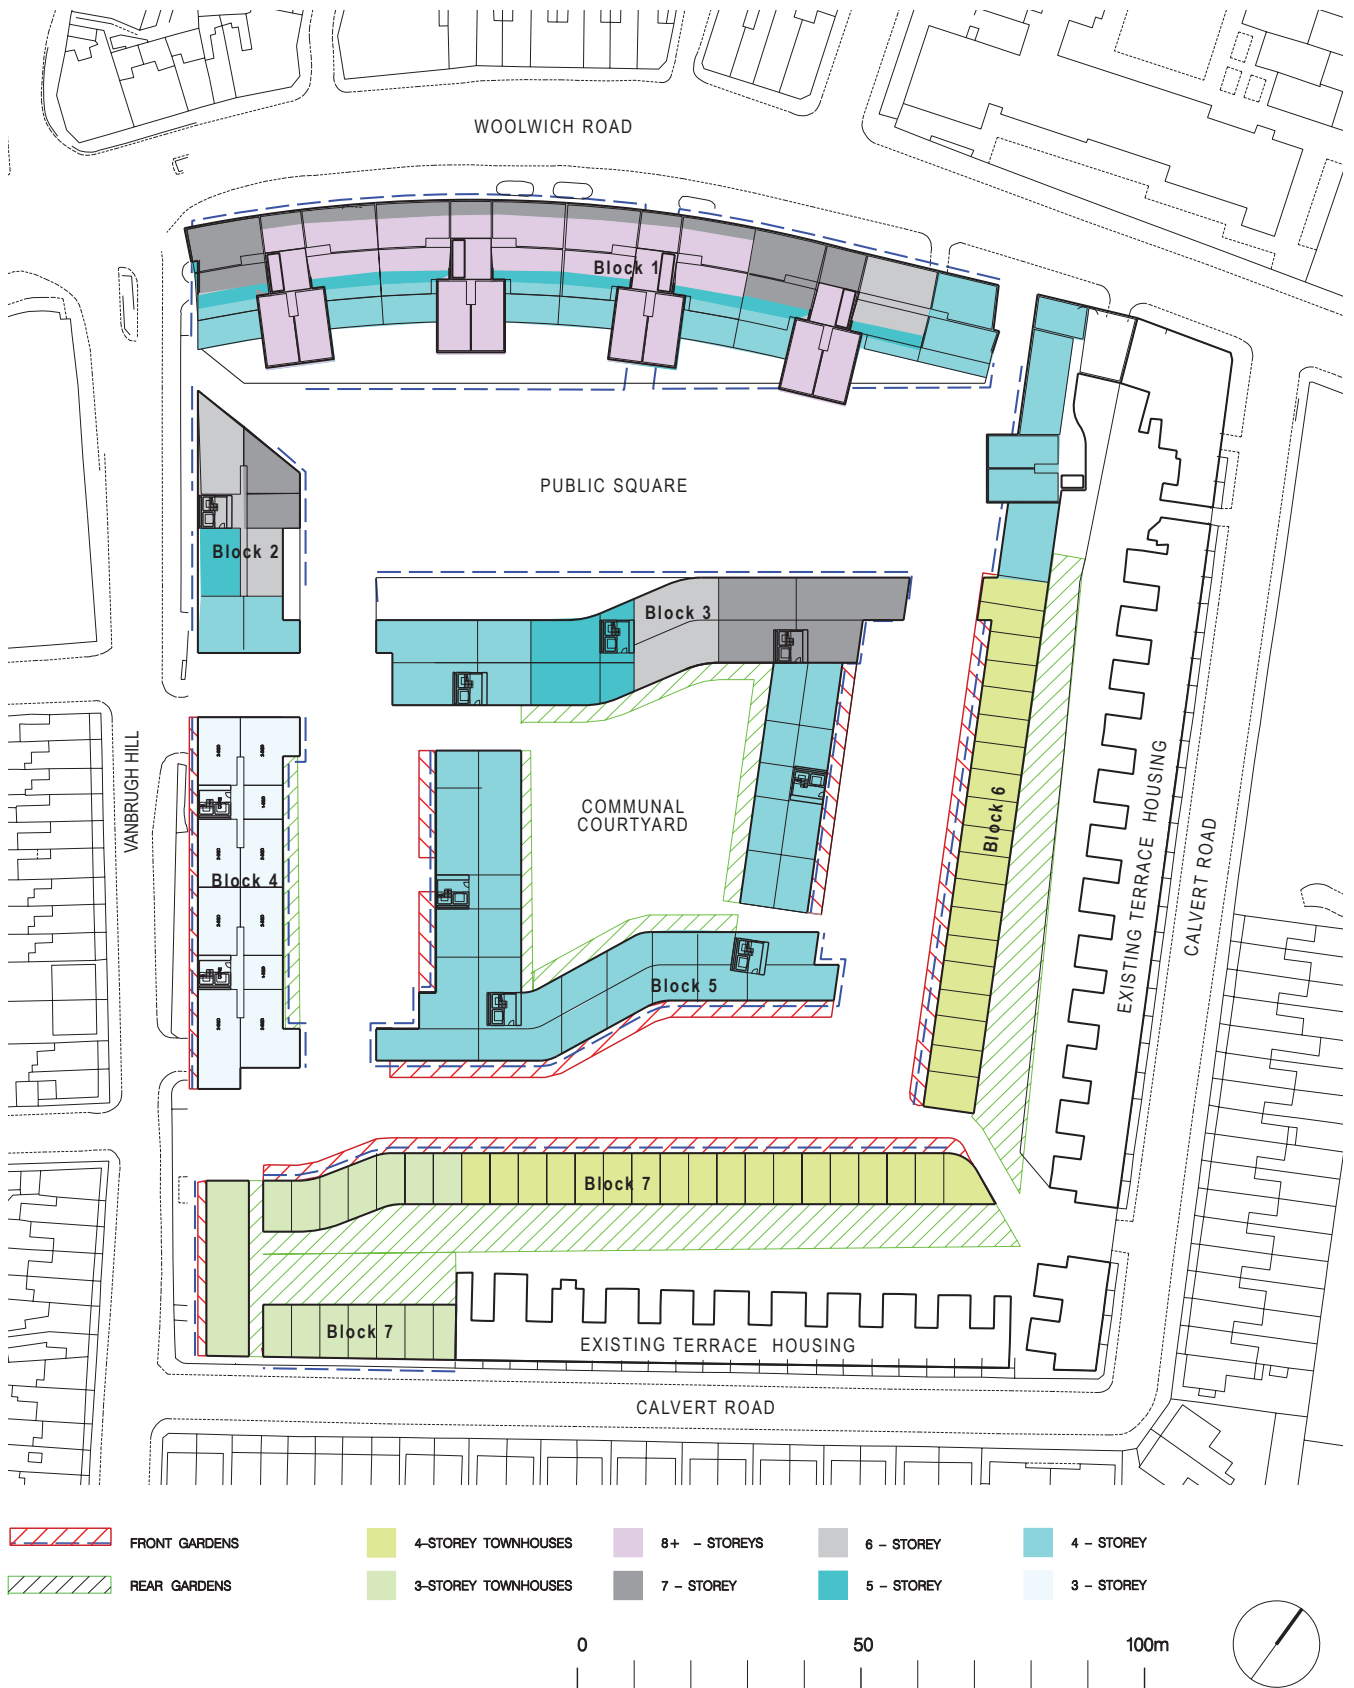 WOOLWICH ROAD
Block 1
PUBLIC SQUARE
Block 2
Block 3
VANBRUGH HILL
COMMUNAL
COURTYARD
Block 4
Block 5
Block 6
EXISTING TERRACE HOUSING
CALVERT ROAD
Block 7
Block 7
EXISTING TERRACE HOUSING
CALVERT ROAD
FRONT GARDENS
REAR GARDENS
4-STOREY TOWNHOUSES
3-STOREY TOWNHOUSES
8+ - STOREYS
7 - STOREY
6 - STOREY
5 - STOREY
4 - STOREY
3 - STOREY
0 50 100m